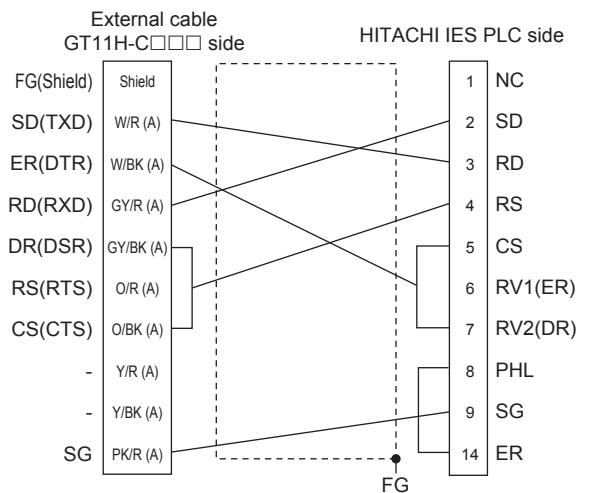 External cable
GT11H-C□□□ side
HITACHI IES PLC side
FG(Shield) Shield 1 NC
SD(TXD) W/R (A) 2 SD
ER(DTR) W/BK (A) 3 RD
RD(RXD) GY/R (A) 4 RS
DR(DSR) GY/BK (A) 5 CS
RS(RTS) O/R (A) 6 RV1(ER)
CS(CTS) O/BK (A) 7 RV2(DR)
- Y/R (A) 8 PHL
- Y/BK (A) 9 SG
SG PK/R (A) 14 ER
FG